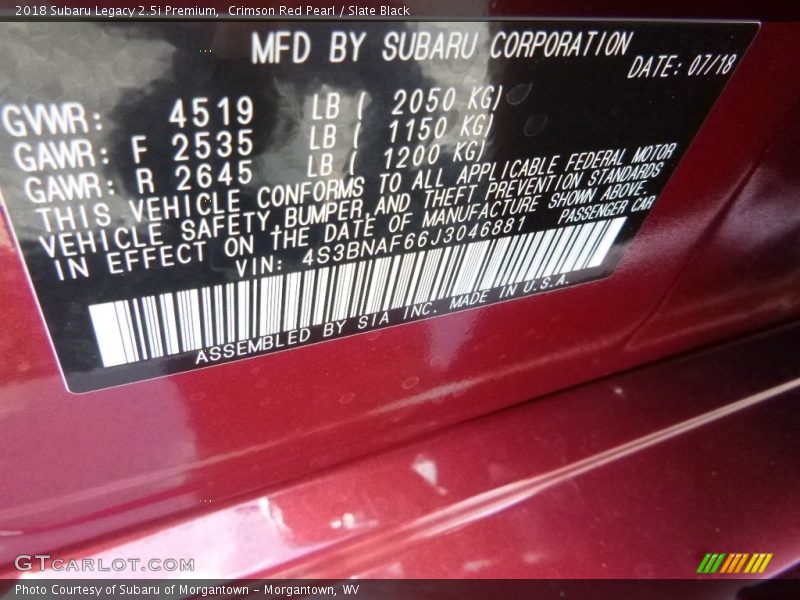 2018 Subaru Legacy 2.5i Premium,  Crimson Red Pearl / Slate Black
MFD BY SUBARU CORPORATION
DATE: 07/18
GVWR: 4519 LB ( 2050 KG)
GAWR: F 2535 LB ( 1150 KG)
GAWR: R 2645 LB ( 1200 KG)
THIS VEHICLE CONFORMS TO ALL APPLICABLE FEDERAL MOTOR
VEHICLE SAFETY,BUMPER,AND THEFT PREVENTION STANDARDS
IN EFFECT ON THE DATE OF MANUFACTURE SHOWN ABOVE.
VIN: 4S3BNAF66J3046881 PASSENGER CAR
ASSEMBLED BY SIA INC. MADE IN U.S.A.
GTCARLOT.COM
Photo Courtesy of Subaru of Morgantown - Morgantown, WV